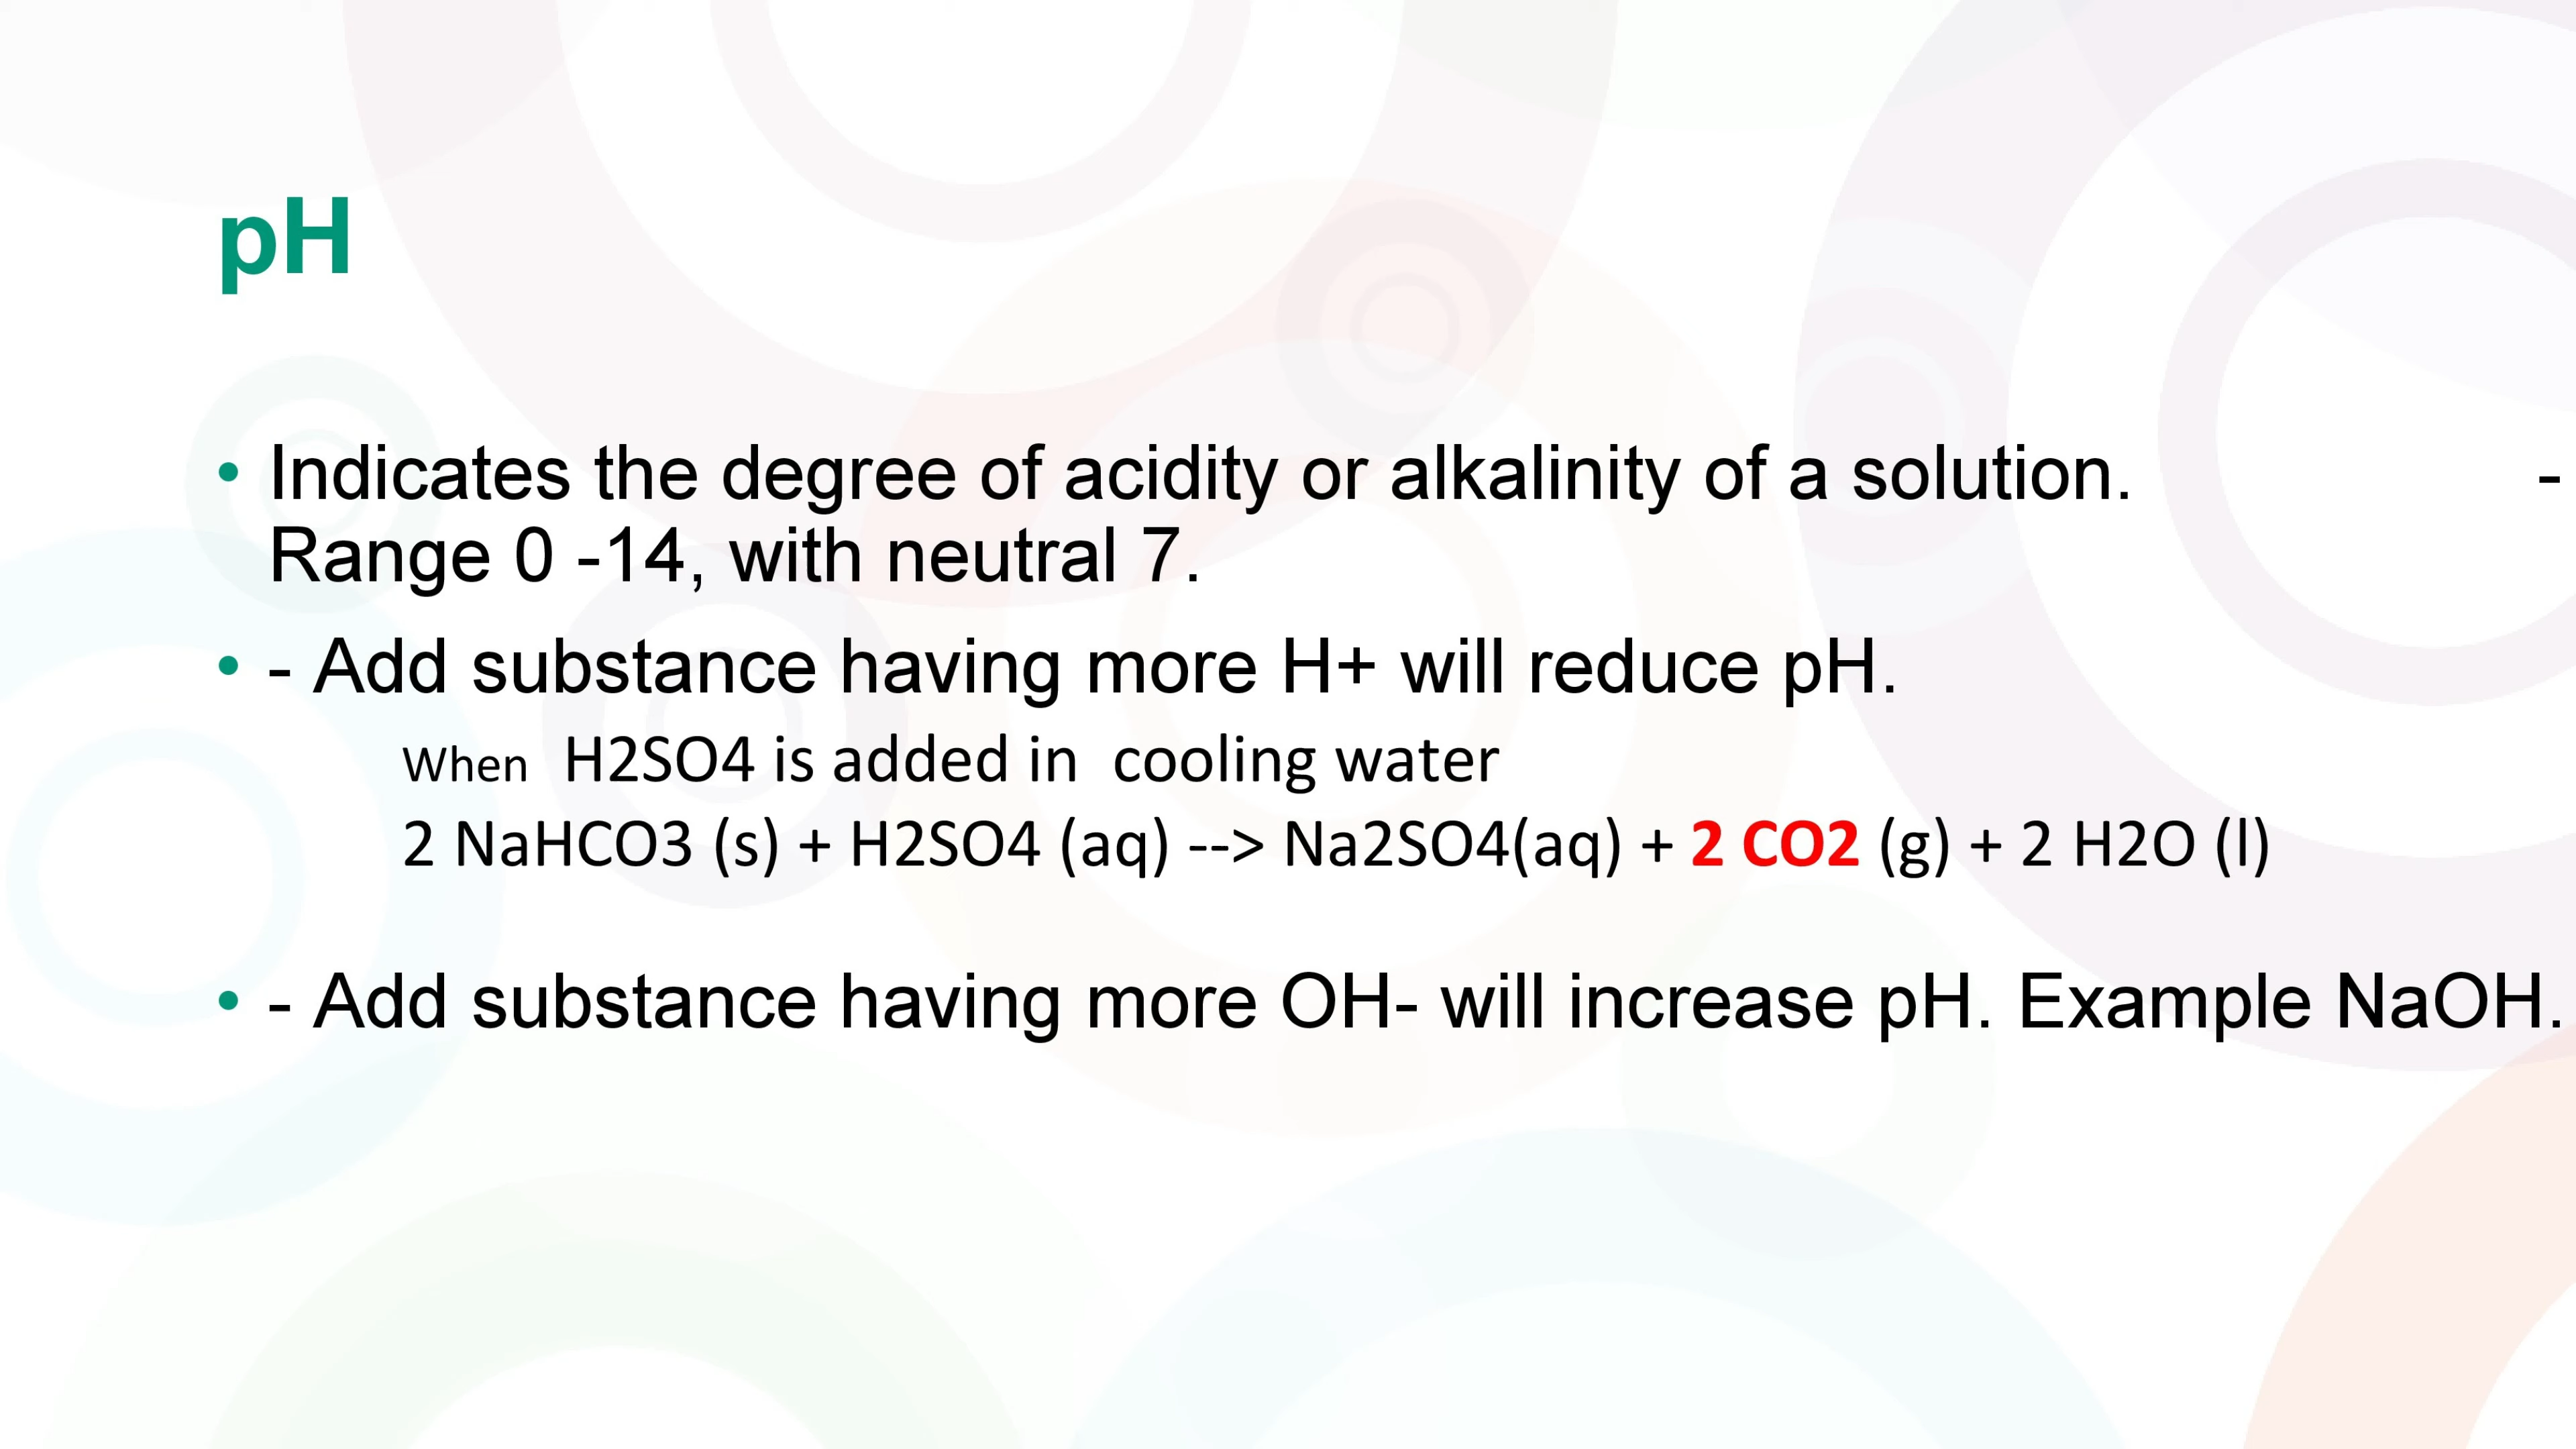 pH
• Indicates the degree of acidity or alkalinity of a solution. -
Range 0 -14, with neutral 7.
• - Add substance having more H+ will reduce pH.
When H2SO4 is added in cooling water
2 NaHCO3 (s) + H2SO4 (aq) --> Na2SO4(aq) + 2 CO2 (g) + 2 H2O (l)
• - Add substance having more OH- will increase pH. Example NaOH.